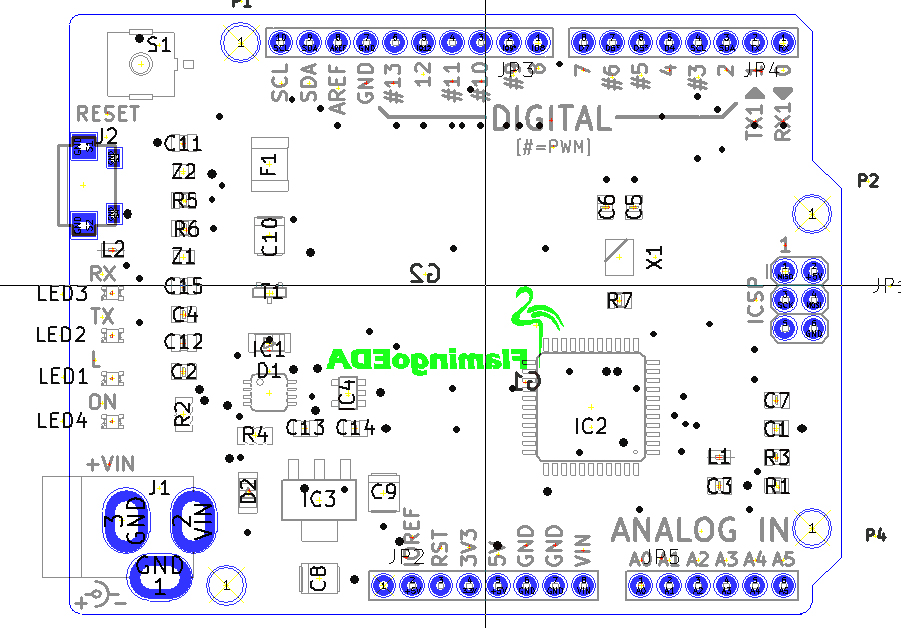 P1
S1
JP3
JP4
SCL
SDA
AREF
GND
#13
12
#11
#10
7
#6
#5
4
#3
2
TX1
RX1
RESET
DIGITAL
[#=PWM]
J2
C11
F1
Z2
R5
R6
L2
Z1
C10
C6
C5
P2
1
X1
G2
RX
LED3
C15
T1
R7
ICSP
TX
LED2
C4
C12
IC1
FlamingoEDA
L
LED1
C2
D1
IC4
G1
ON
LED4
R2
R4
C13
C14
IC2
C7
C1
L1
R3
C3
R1
+VIN
J1
D2
IC3
C9
3
GND
2
VIN
GND
1
C8
JP2
RST
3V3
5V
GND
GND
VIN
ANALOG IN
JP5
A2
A3
A4
A5
P4
1
1
1
1